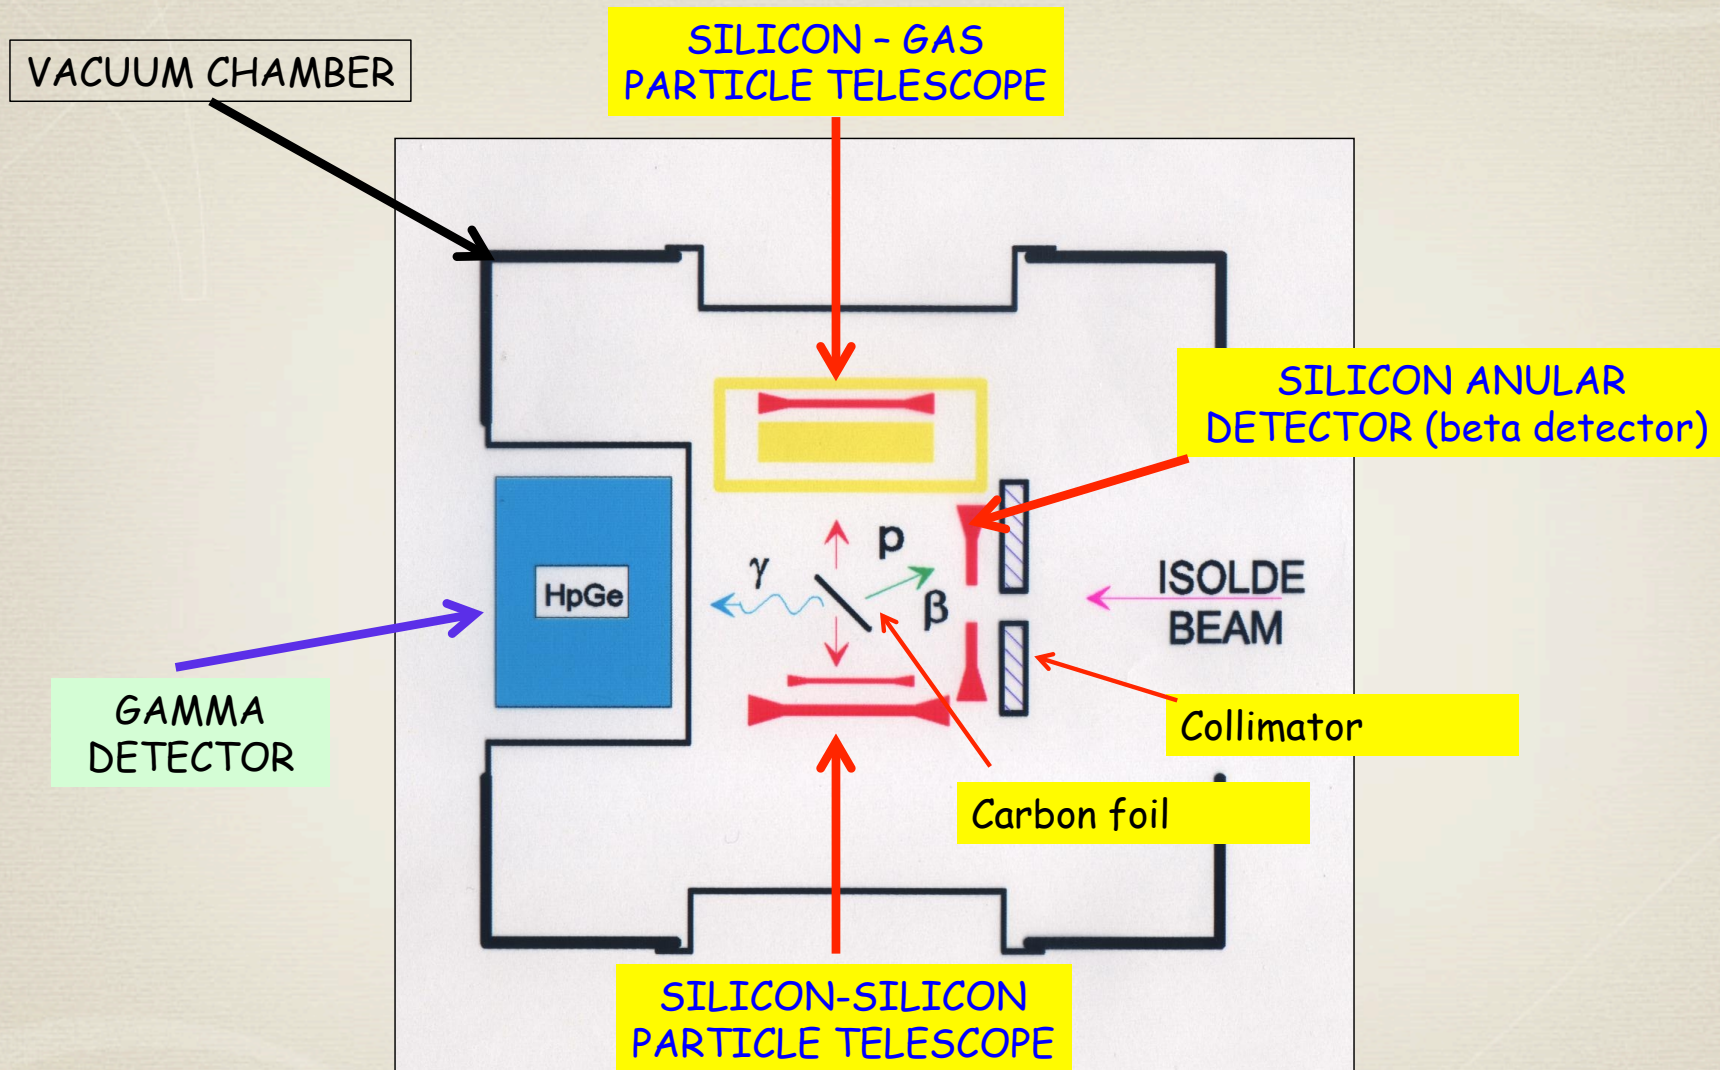 SILICON – GAS
PARTICLE TELESCOPE
VACUUM CHAMBER
SILICON ANULAR
DETECTOR (beta detector)
p
γ
HpGe
β
ISOLDE
BEAM
GAMMA
DETECTOR
Collimator
Carbon foil
SILICON-SILICON
PARTICLE TELESCOPE